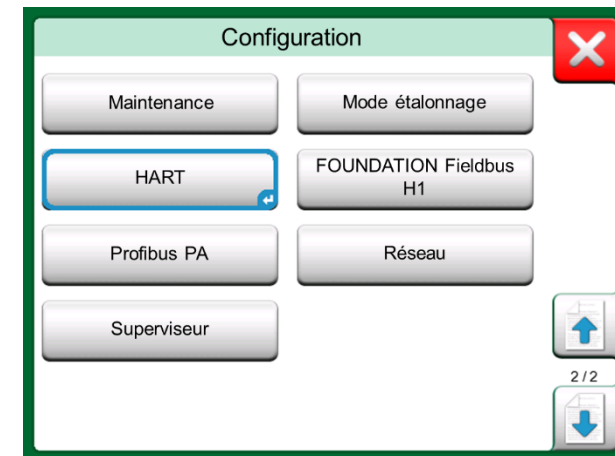 Configuration
Maintenance
Mode étalonnage
HART
FOUNDATION Fieldbus
H1
Profibus PA
Réseau
Superviseur
2/2